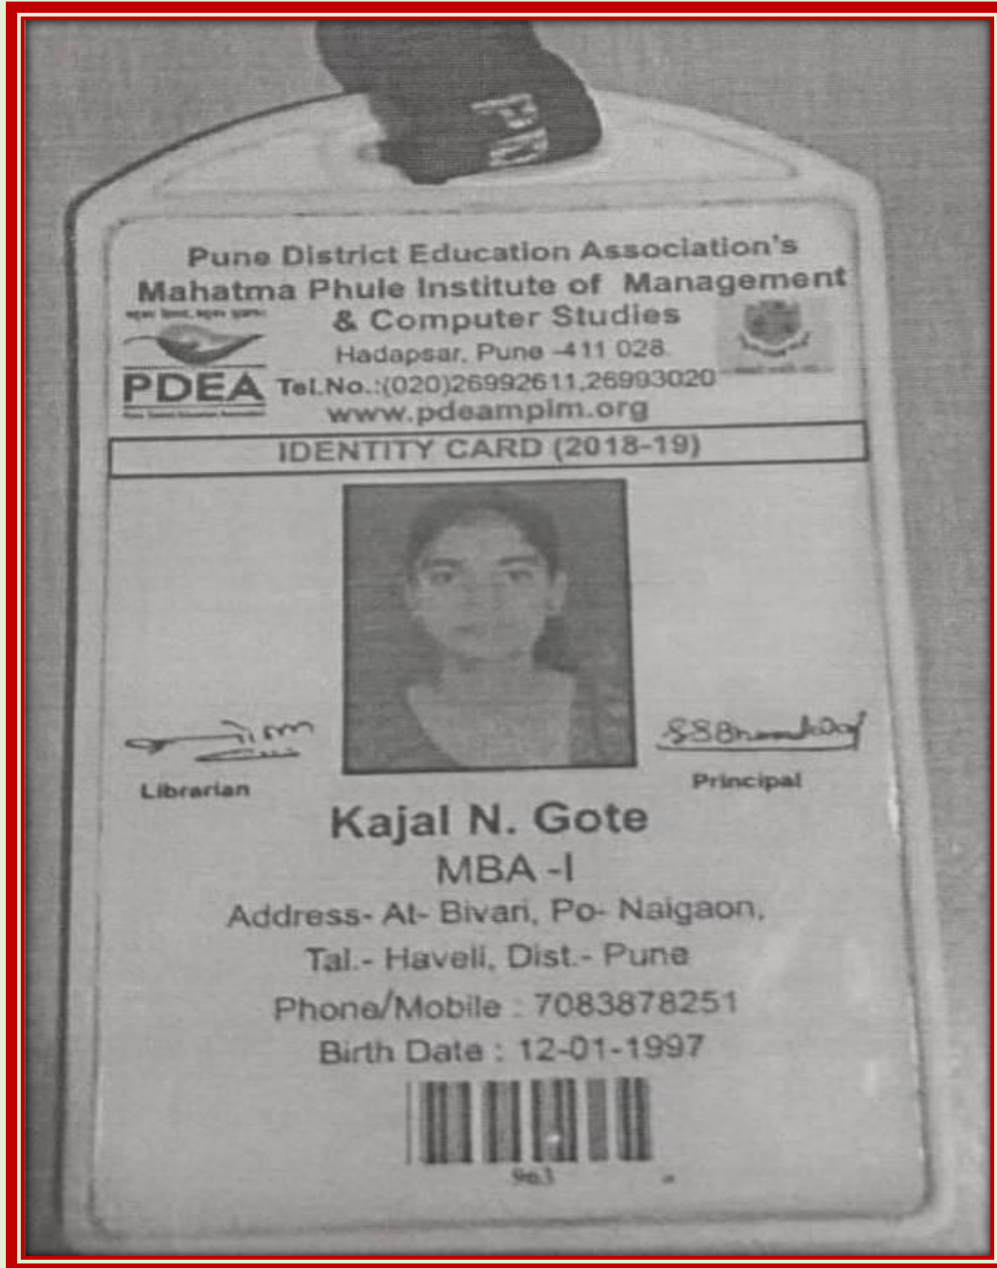 Pune District Education Association's
Mahatma Phule Institute of Management
& Computer Studies
Hadapsar, Pune -411 028.
PDEA
Tel.No.:(020)26992611,26993020
www.pdeampim.org
IDENTITY CARD (2018-19)
Librarian
Principal
Kajal N. Gote
MBA -I
Address- At- Bivari, Po- Naigaon,
Tal.- Haveli, Dist.- Pune
Phone/Mobile : 7083878251
Birth Date : 12-01-1997
963